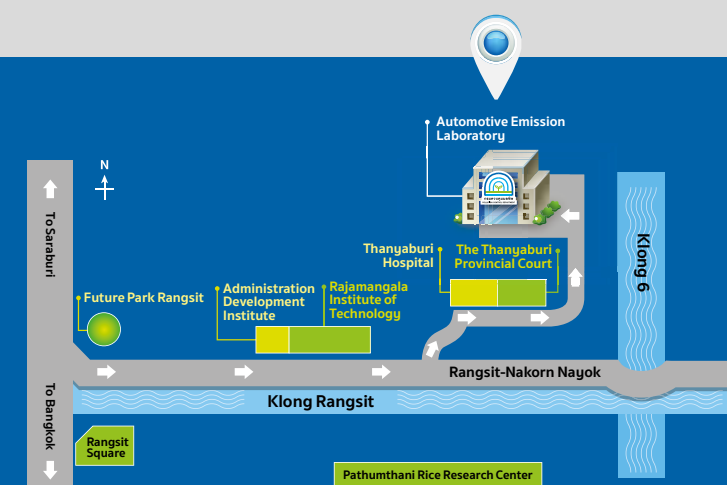 Automotive Emission
Laboratory
N
To Saraburi
Klong 6
Thanyaburi
Hospital
The Thanyaburi
Provincial Court
Future Park Rangsit
Administration
Development
Institute
Rajamangala
Institute of
Technology
Rangsit-Nakorn Nayok
To Bangkok
Klong Rangsit
Rangsit
Square
Pathumthani Rice Research Center